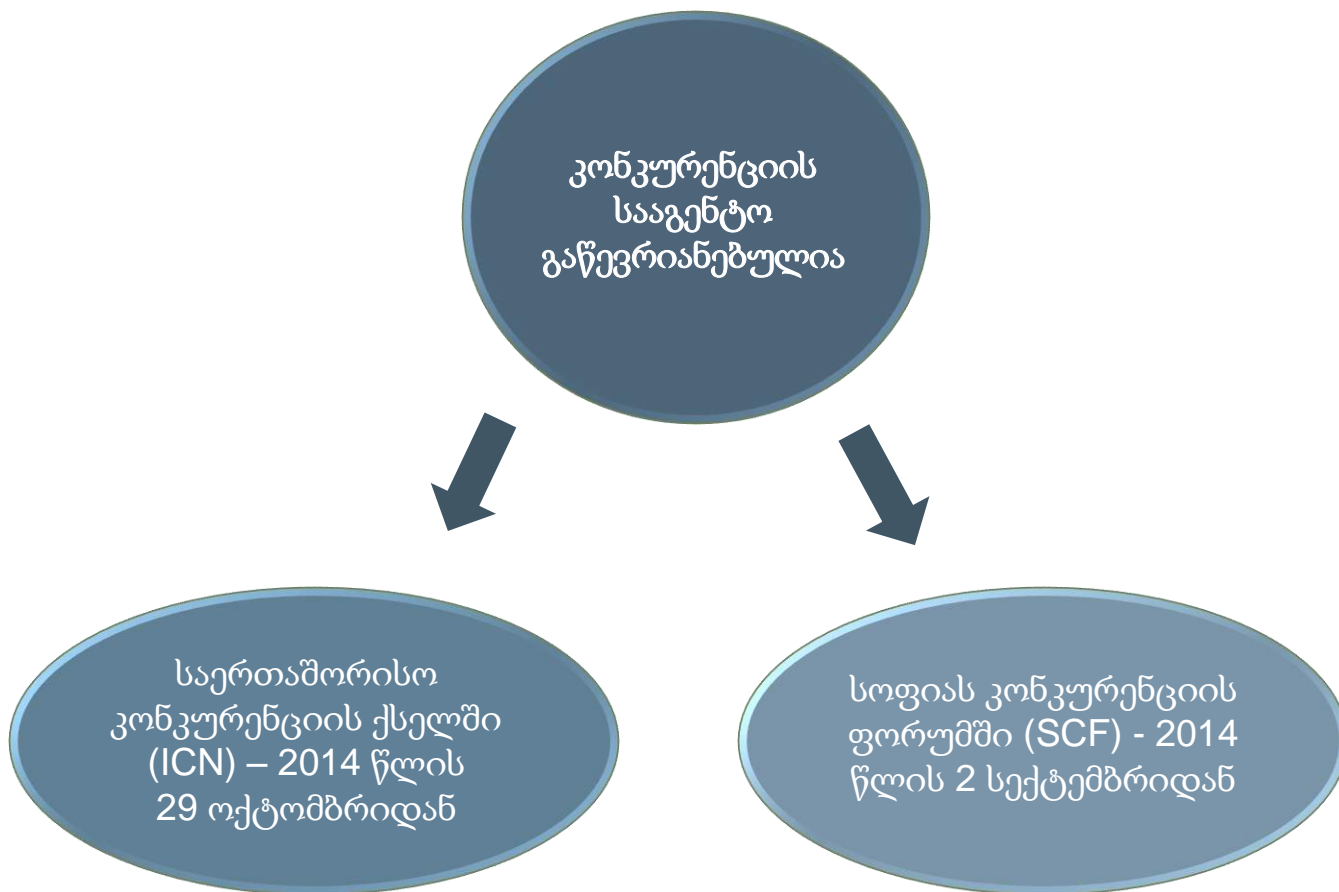 კონკურენციის
სააგენტო
გაწევრიანებულია
საერთაშორისო
კონკურენციის ქსელში
(ICN) – 2014 წლის
29 ოქტომბრიდან
სოფიას კონკურენციის
ფორუმში (SCF) - 2014
წლის 2 სექტემბრიდან